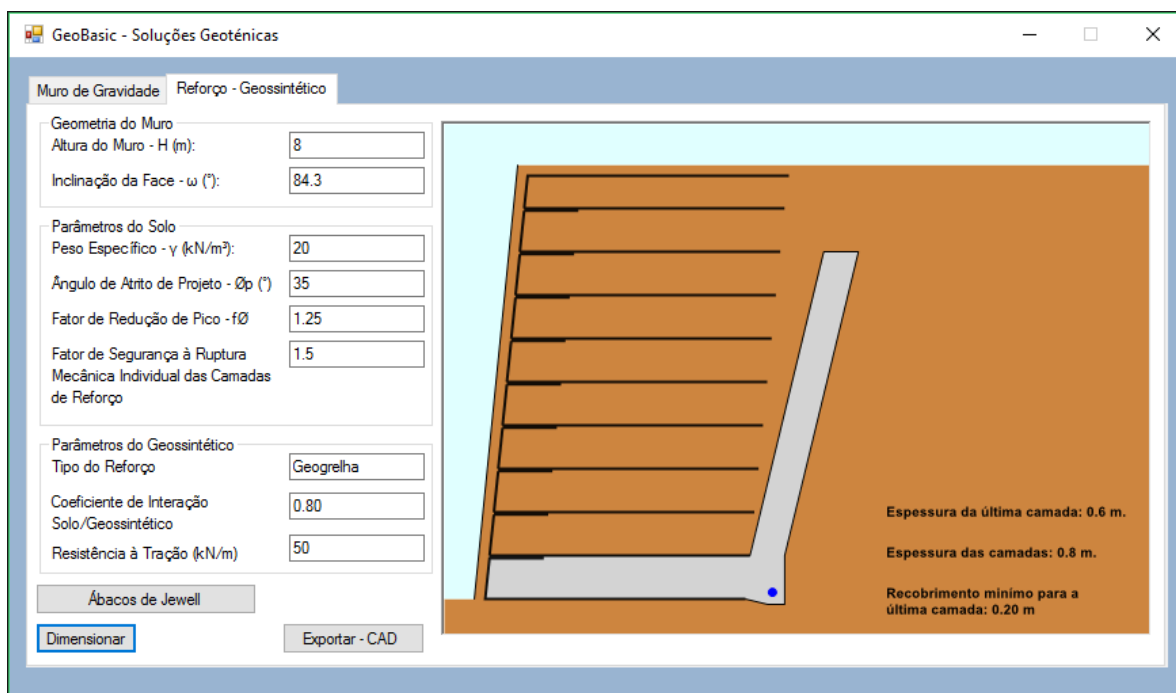 GeoBasic - Soluções Geoténicas
Muro de Gravidade
Reforço - Geossintético
Geometria do Muro
Altura do Muro - H (m):
8
Inclinação da Face - ω (°):
84.3
Parâmetros do Solo
Peso Específico - γ (kN/m³):
20
Ângulo de Atrito de Projeto - Øp (°)
35
Fator de Redução de Pico - fØ
1.25
Fator de Segurança à Ruptura
1.5
Mecânica Individual das Camadas
de Reforço
Parâmetros do Geossintético
Tipo do Reforço
Geogrelha
Coeficiente de Interação
0.80
Solo/Geossintético
Resistência à Tração (kN/m)
50
Ábacos de Jewell
Dimensionar
Exportar - CAD
Espessura da última camada: 0.6 m.
Espessura das camadas: 0.8 m.
Recobrimento minimo para a
última camada: 0.20 m